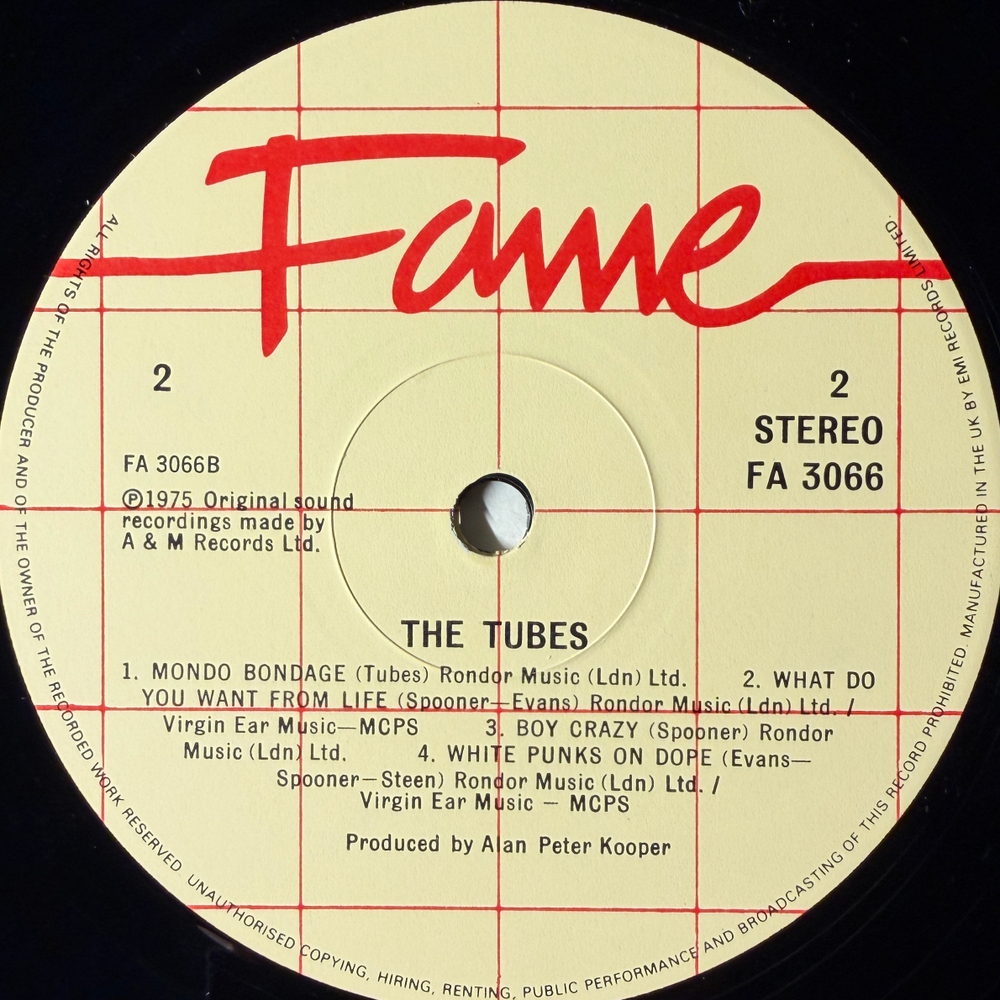 Fame
2
FA 3066B
Ⓟ1975 Original sound
recordings made by
A & M Records Ltd.
2
STEREO
FA 3066
THE TUBES
1. MONDO BONDAGE (Tubes) Rondor Music (Ldn) Ltd. 2. WHAT DO
YOU WANT FROM LIFE (Spooner—Evans) Rondor Music (Ldn) Ltd. /
Virgin Ear Music—MCPS 3. BOY CRAZY (Spooner) Rondor
Music (Ldn) Ltd. 4. WHITE PUNKS ON DOPE (Evans—
Spooner—Steen) Rondor Music (Ldn) Ltd. /
Virgin Ear Music — MCPS
Produced by Alan Peter Kooper
ALL RIGHTS OF THE PRODUCER AND OF THE OWNER OF THE RECORDED WORK RESERVED UNAUTHORISED COPYING, HIRING, RENTING, PUBLIC PERFORMANCE AND BROADCASTING OF THIS RECORD PROHIBITED. MANUFACTURED IN THE UK BY EMI RECORDS LIMITED.